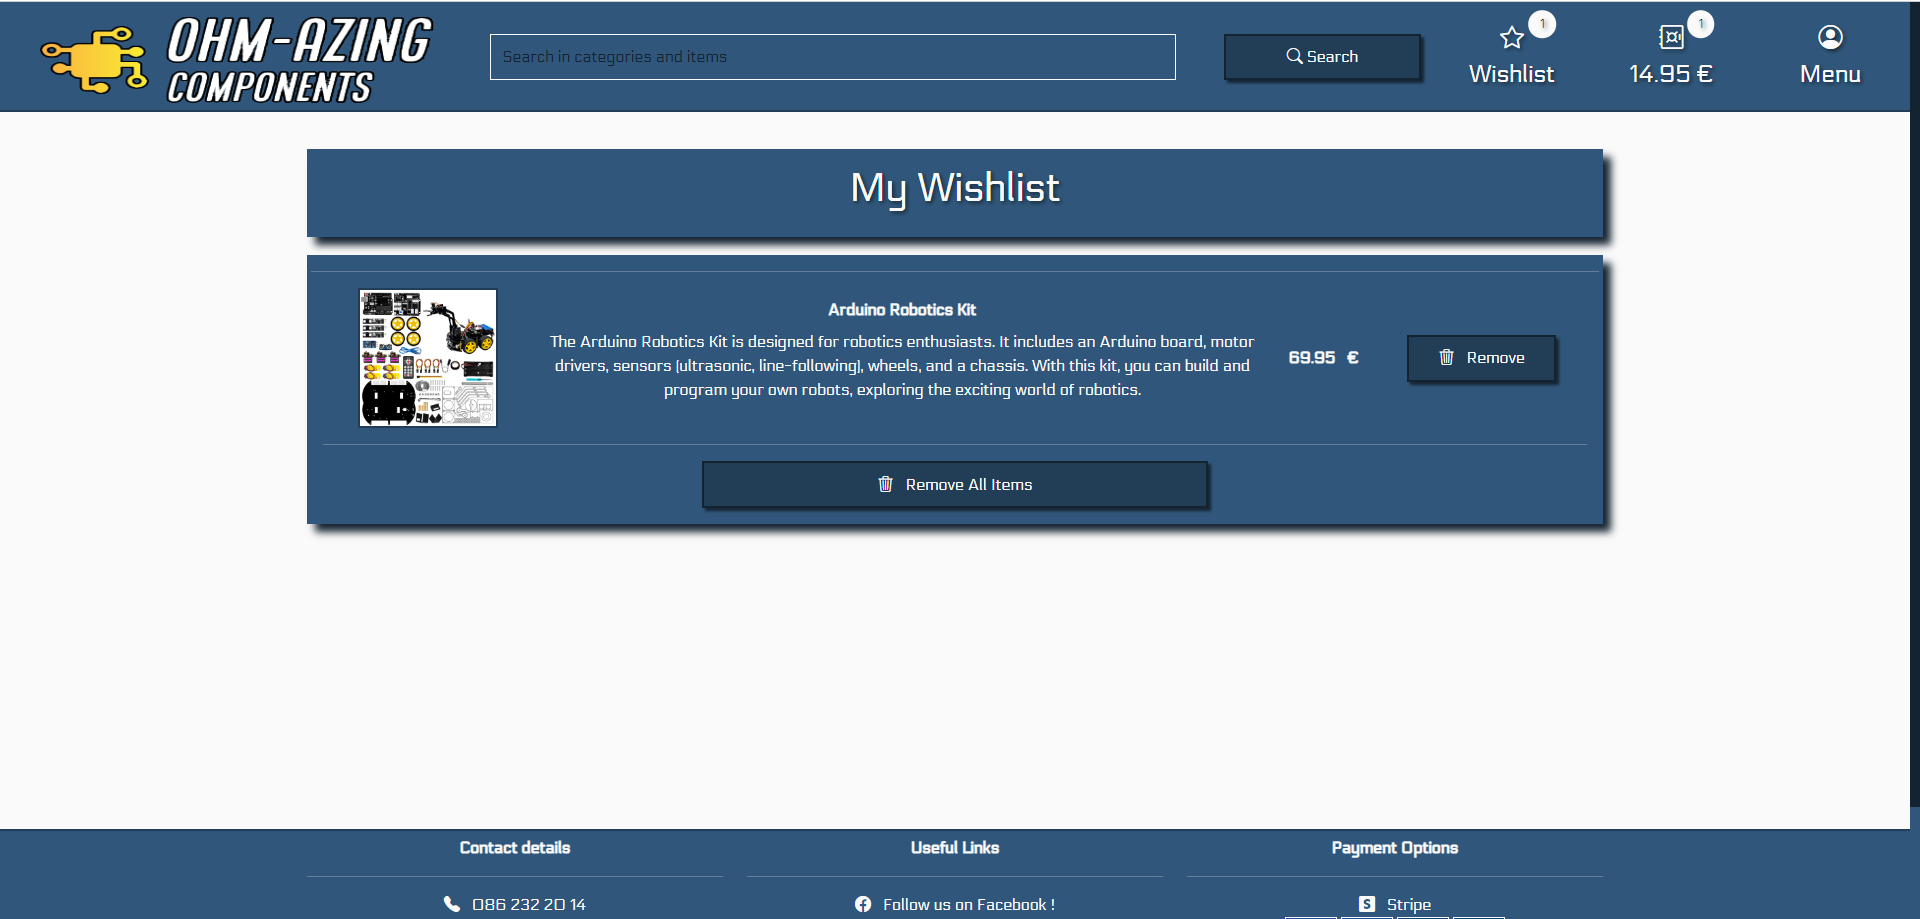 OHM-AZING
COMPONENTS
Search in categories and items
Search
1
Wishlist
1
14.95 €
Menu
My Wishlist
Arduino Robotics Kit
The Arduino Robotics Kit is designed for robotics enthusiasts. It includes an Arduino board, motor
drivers, sensors (ultrasonic, line-following), wheels, and a chassis. With this kit, you can build and
program your own robots, exploring the exciting world of robotics.
69.95 €
Remove
Remove All Items
Contact details
Useful Links
Payment Options
086 232 20 14
Follow us on Facebook !
S
Stripe